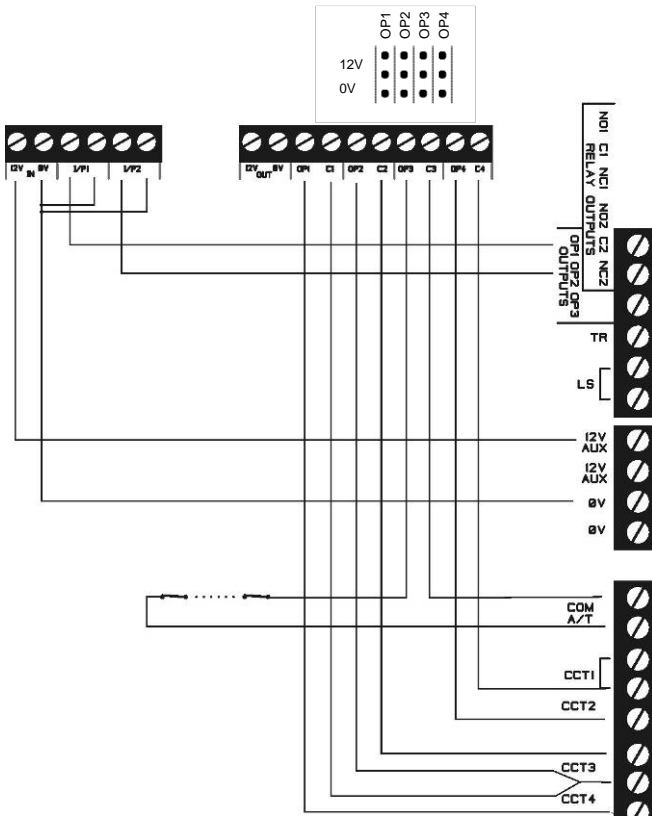 OP1 OP2 OP3 OP4
12V
0V
12V 0V I/P1 I/P2
IN
12V 0V OP1 C1 OP2 C2 OP3 C3 OP4 C4
OUT
NO1 C1 NC1 NO2 C2 NC2
RELAY OUTPUTS
OP1 OP2 OP3
OUTPUTS
TR
LS
12V
AUX
12V
AUX
0V
0V
COM
A/T
CCT1
CCT2
CCT3
CCT4